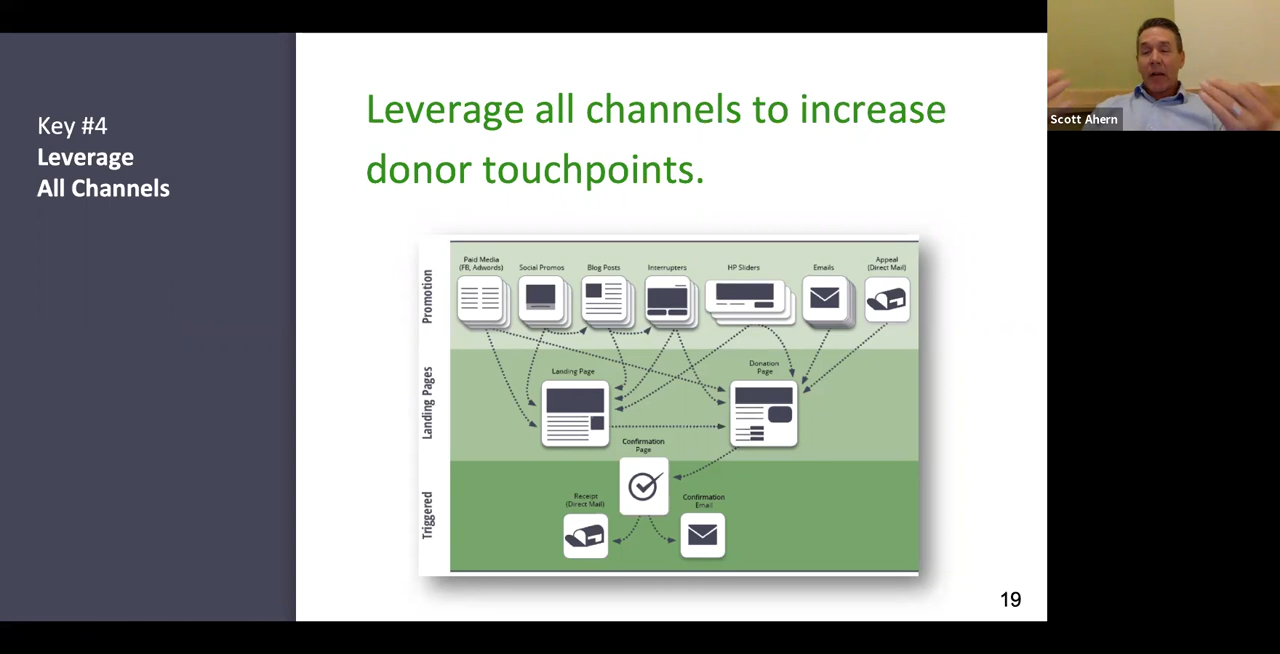 Key #4
Leverage
All Channels
Leverage all channels to increase
donor touchpoints.
Promotion
Paid Media
(FB, Adwords)
Social Promos
Blog Posts
Interrupters
HP Sliders
Emails
Appeal
(Direct Mail)
Landing Pages
Landing Page
Donation
Page
Triggered
Confirmation
Page
Receipt
(Direct Mail)
Confirmation
Email
19
Scott Ahern